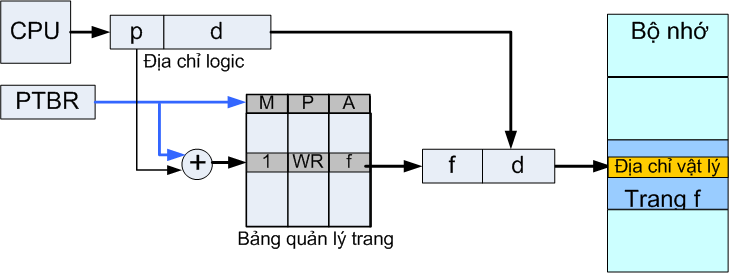 CPU
p d
Địa chỉ logic
Bộ nhớ
PTBR
M P A
+
1 WR f
f d
Địa chỉ vật lý
Trang f
Bảng quản lý trang